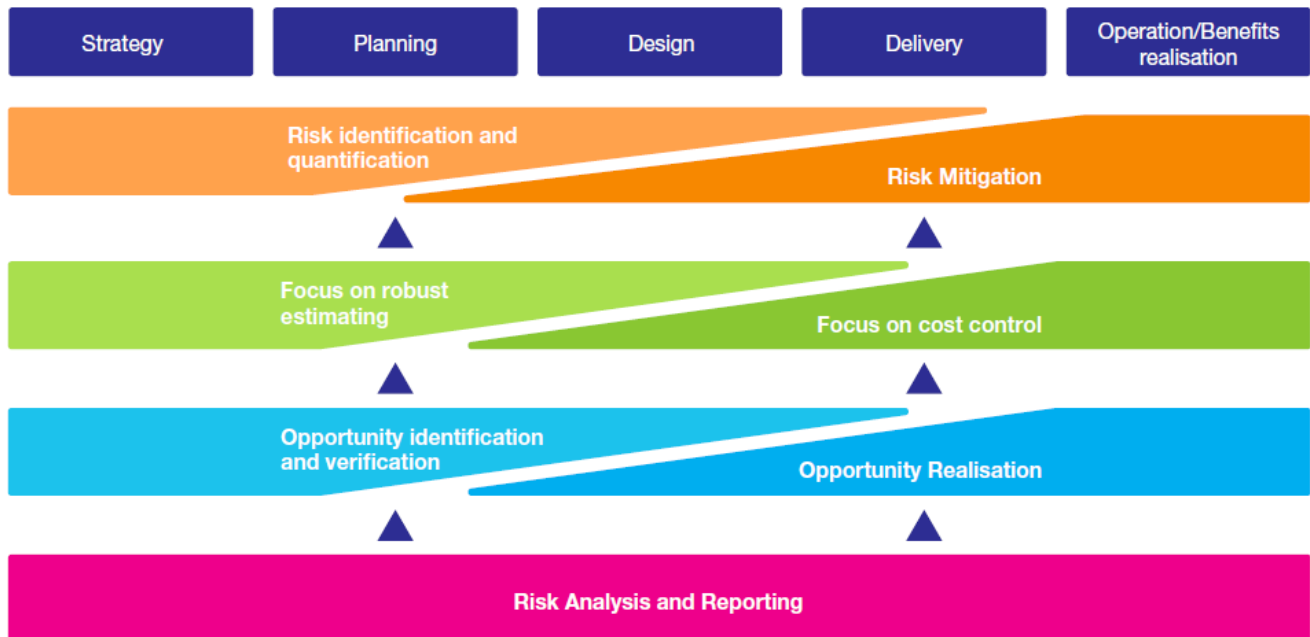 Strategy
Planning
Design
Delivery
Operation/Benefits
realisation
Risk identification and
quantification
Risk Mitigation
Focus on robust
estimating
Focus on cost control
Opportunity identification
and verification
Opportunity Realisation
Risk Analysis and Reporting